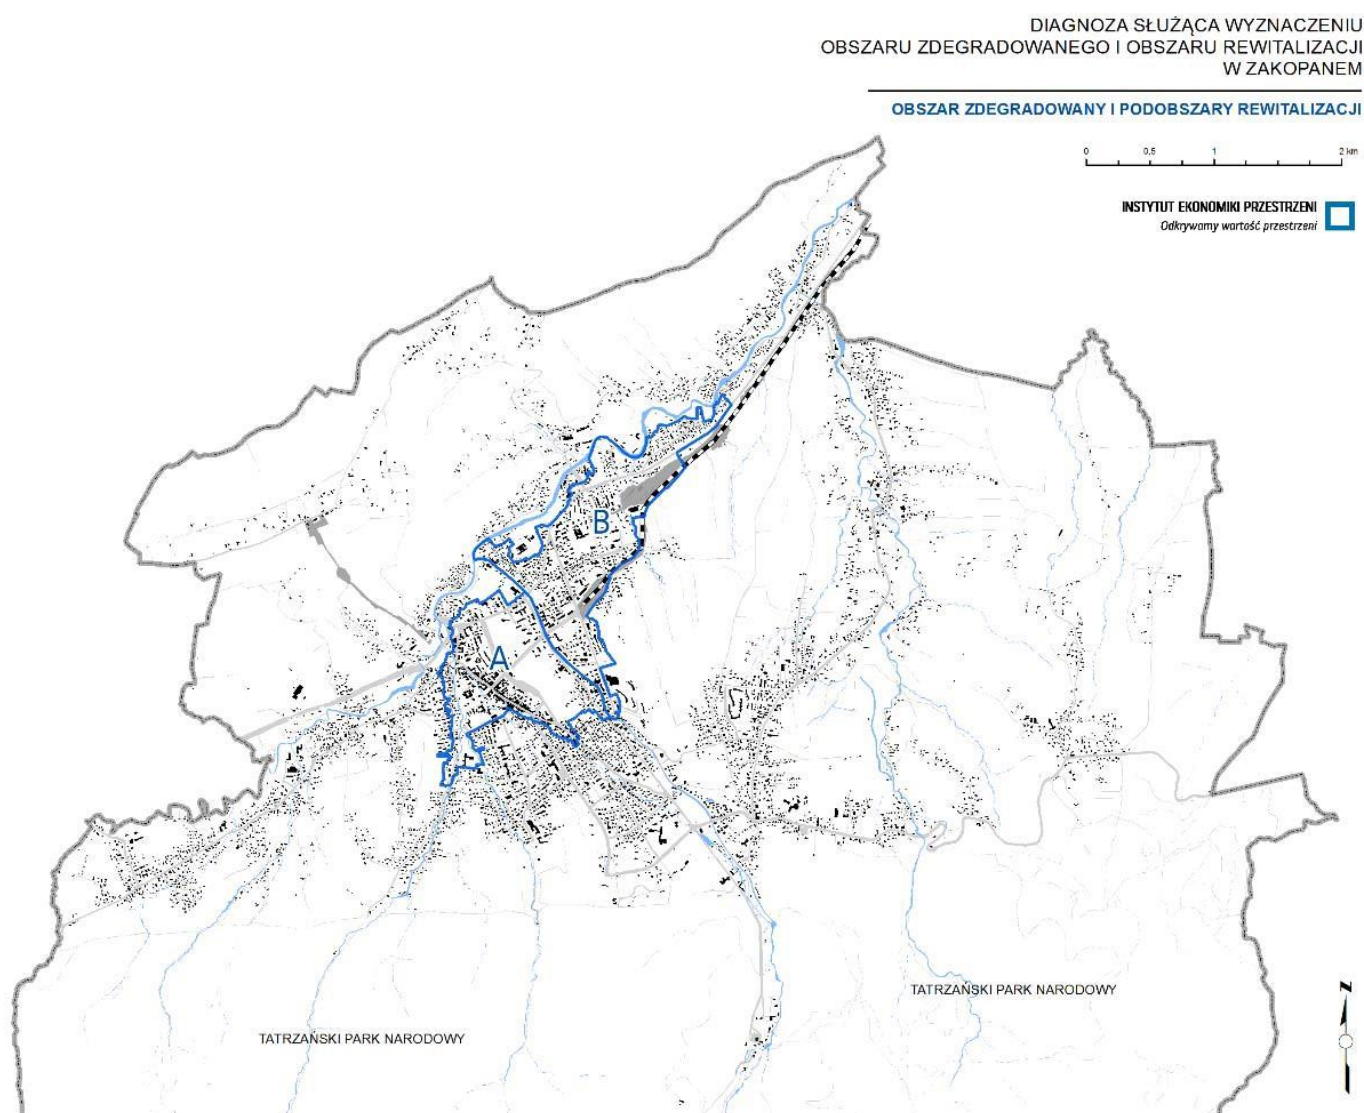 DIAGNOZA SŁUŻĄCA WYZNACZENIU
OBSZARU ZDEGRADOWANEGO I OBSZARU REWITALIZACJI
W ZAKOPANEM
OBSZAR ZDEGRADOWANY I PODOBSZARY REWITALIZACJI
0 0,5 1 2 km
INSTYTUT EKONOMIKI PRZESTRZENI
Odkrywamy wartość przestrzeni
B
A
TATRZAŃSKI PARK NARODOWY
TATRZAŃSKI PARK NARODOWY
N